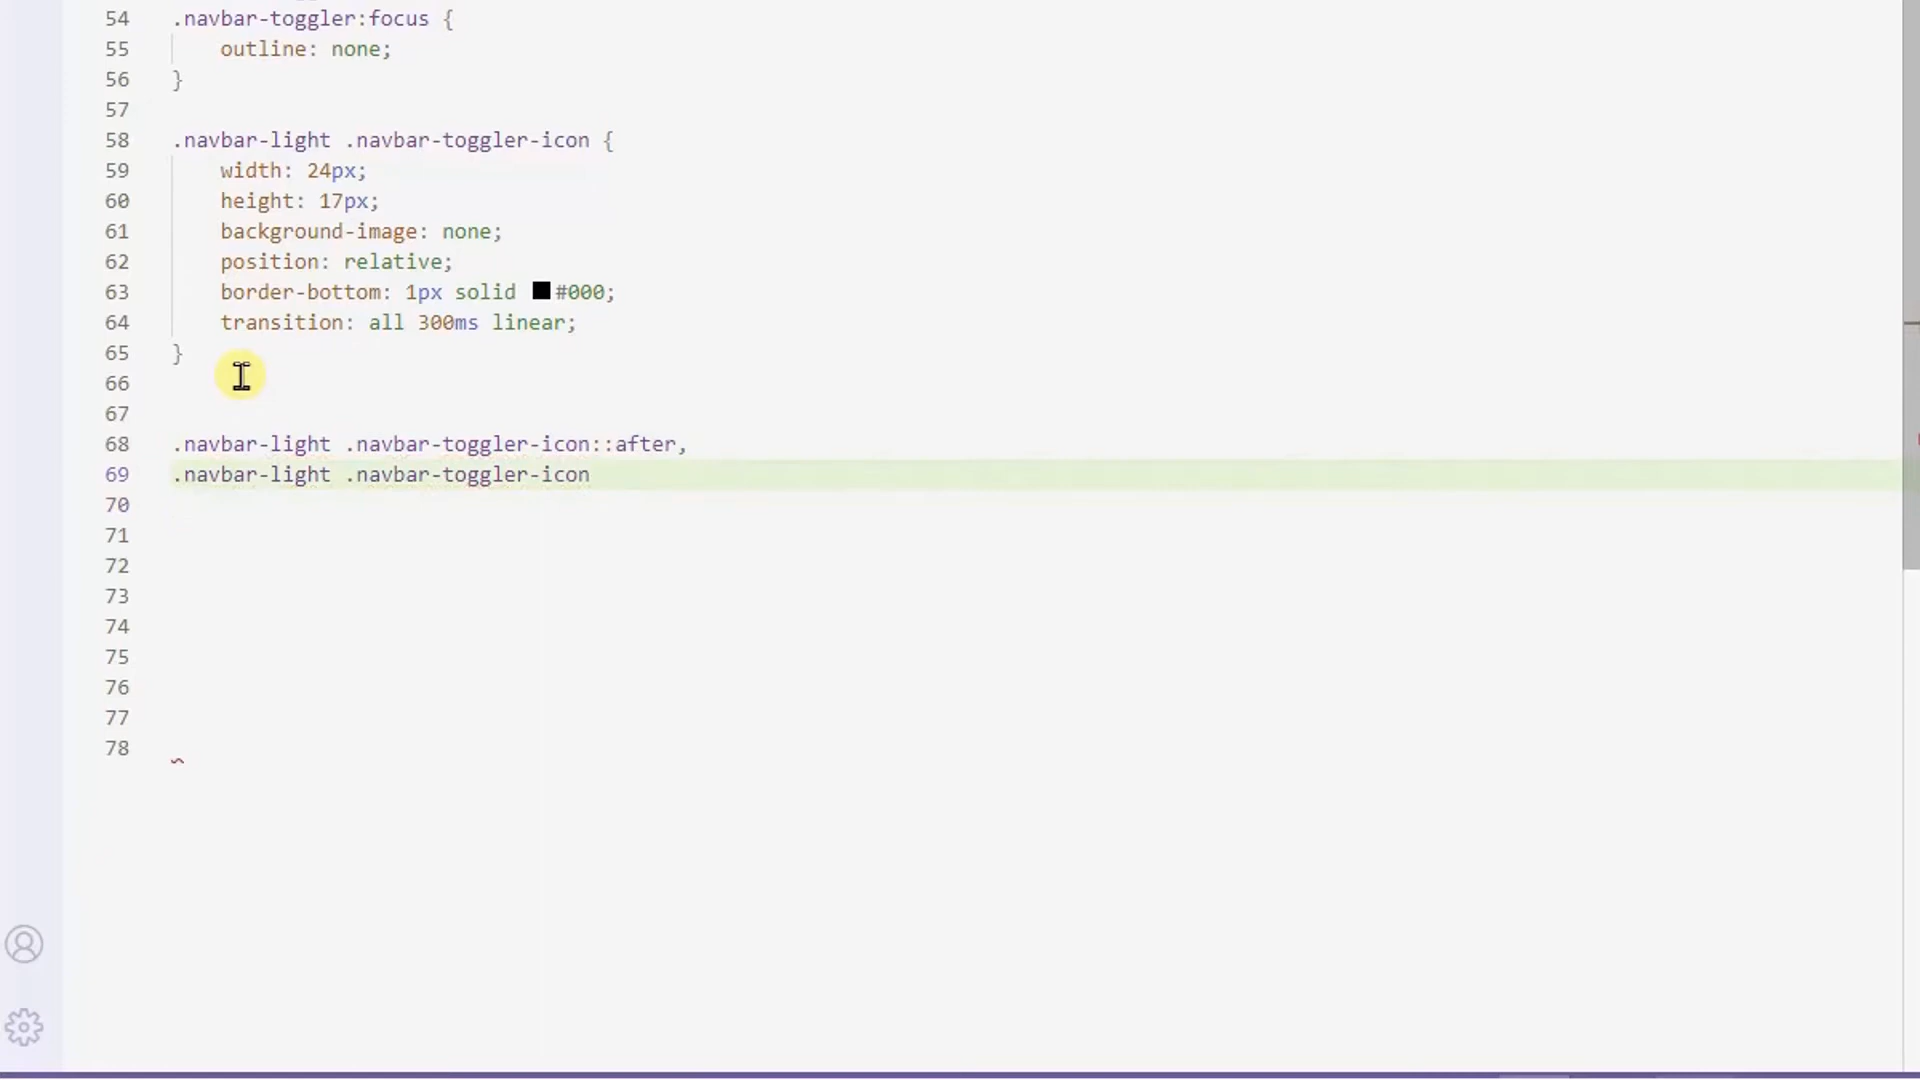 54 .navbar-toggler:focus {
55 outline: none;
56 }
57
58 .navbar-light .navbar-toggler-icon {
59 width: 24px;
60 height: 17px;
61 background-image: none;
62 position: relative;
63 border-bottom: 1px solid #000;
64 transition: all 300ms linear;
65 }
66
67
68 .navbar-light .navbar-toggler-icon::after,
69 .navbar-light .navbar-toggler-icon
70
71
72
73
74
75
76
77
78